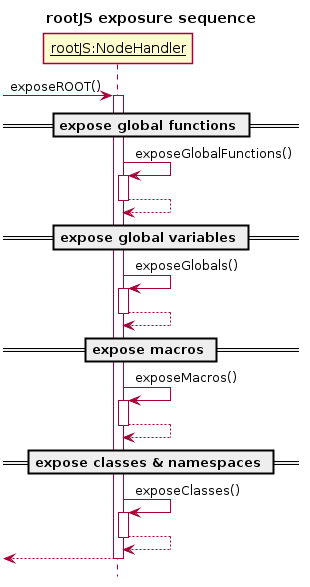 rootJS exposure sequence
rootJS:NodeHandler
exposeROOT()
expose global functions
exposeGlobalFunctions()
expose global variables
exposeGlobals()
expose macros
exposeMacros()
expose classes & namespaces
exposeClasses()